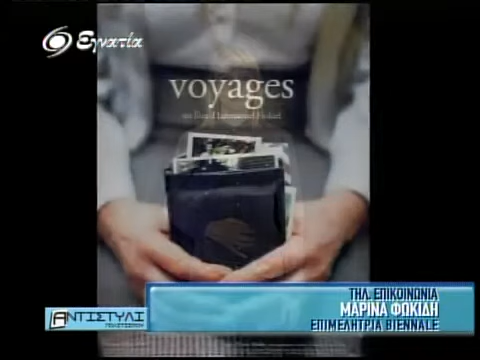 Εγνατία
voyages
ΤΗΛ. ΕΠΙΚΟΙΝΩΝΙΑ
ΜΑΡΙΝΑ ΦΩΚΙΔΗ
ΕΠΙΜΕΛΗΤΡΙΑ BIENNALE
ΑΝΤΙΣΤΥΛΙ